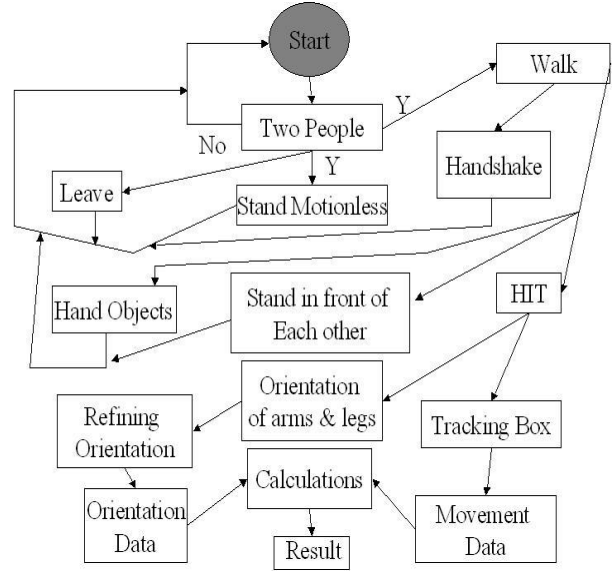 Start
Walk
Y
Two People
No
Y
Handshake
Leave
Stand Motionless
Hand Objects
Stand in front of
Each other
HIT
Orientation
of arms & legs
Refining
Orientation
Tracking Box
Calculations
Orientation
Data
Movement
Data
Result